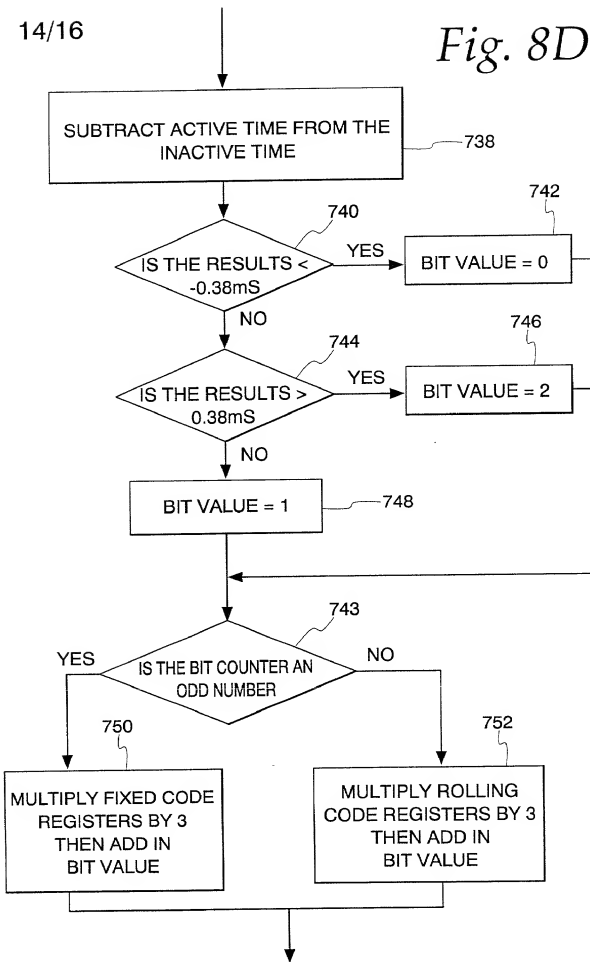 14/16
Fig. 8D
SUBTRACT ACTIVE TIME FROM THE
INACTIVE TIME
738
740
IS THE RESULTS <
-0.38mS
YES
742
BIT VALUE = 0
NO
744
IS THE RESULTS >
0.38mS
YES
746
BIT VALUE = 2
NO
BIT VALUE = 1
748
743
IS THE BIT COUNTER AN
ODD NUMBER
YES
NO
750
MULTIPLY FIXED CODE
REGISTERS BY 3
THEN ADD IN
BIT VALUE
752
MULTIPLY ROLLING
CODE REGISTERS BY 3
THEN ADD IN
BIT VALUE